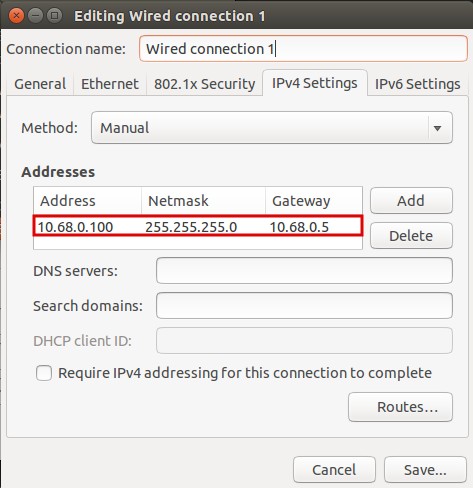 Editing Wired connection 1
Connection name: Wired connection 1
General Ethernet 802.1x Security IPv4 Settings IPv6 Settings
Method: Manual
Addresses
Address Netmask Gateway Add
10.68.0.100 255.255.255.0 10.68.0.5
Delete
DNS servers:
Search domains:
DHCP client ID:
Require IPv4 addressing for this connection to complete
Routes...
Cancel Save...